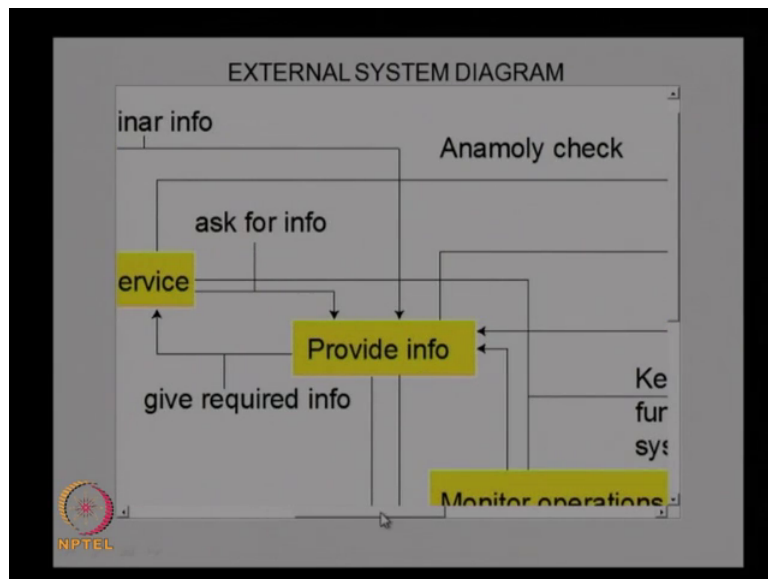 EXTERNAL SYSTEM DIAGRAM
inar info
Anamoly check
ask for info
ervice
Provide info
give required info
Ke
fur
sys
Monitor operations
NPTEL